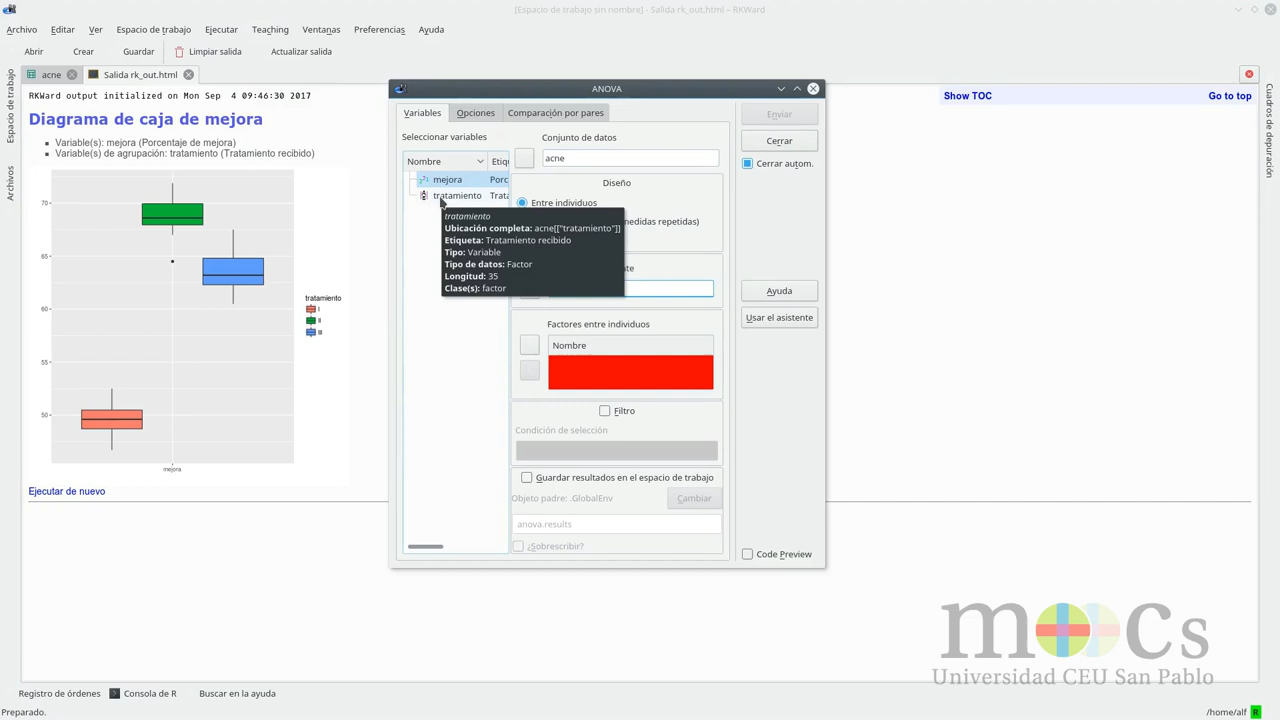 [Espacio de trabajo sin nombre] - Salida rk_out.html – RKWard
Archivo Editar Ver Espacio de trabajo Ejecutar Teaching Ventanas Preferencias Ayuda
Abrir Crear Guardar Limpiar salida Actualizar salida
acne Salida rk_out.html
Espacio de trabajo
Archivos
Cuadros de depuración
RKWard output initialized on Mon Sep 4 09:46:30 2017
Show TOC Go to top
Diagrama de caja de mejora
Variable(s): mejora (Porcentaje de mejora)
Variable(s) de agrupación: tratamiento (Tratamiento recibido)
70
65
60
55
50
mejora
tratamiento
I
II
III
Ejecutar de nuevo
ANOVA
Variables Opciones Comparación por pares
Seleccionar variables
Nombre Etiq
mejora Porc
tratamiento Trata
tratamiento
Ubicación completa: acne[["tratamiento"]]
Etiqueta: Tratamiento recibido
Tipo: Variable
Tipo de datos: Factor
Longitud: 35
Clase(s): factor
Conjunto de datos
acne
Diseño
Entre individuos
medidas repetidas)
nte
Factores entre individuos
Nombre
Filtro
Condición de selección
Guardar resultados en el espacio de trabajo
Objeto padre: .GlobalEnv Cambiar
anova.results
¿Sobrescribir?
Enviar
Cerrar
Cerrar autom.
Ayuda
Usar el asistente
Code Preview
mOOCs
Universidad CEU San Pablo
Registro de órdenes Consola de R Buscar en la ayuda
Preparado. /home/alf R